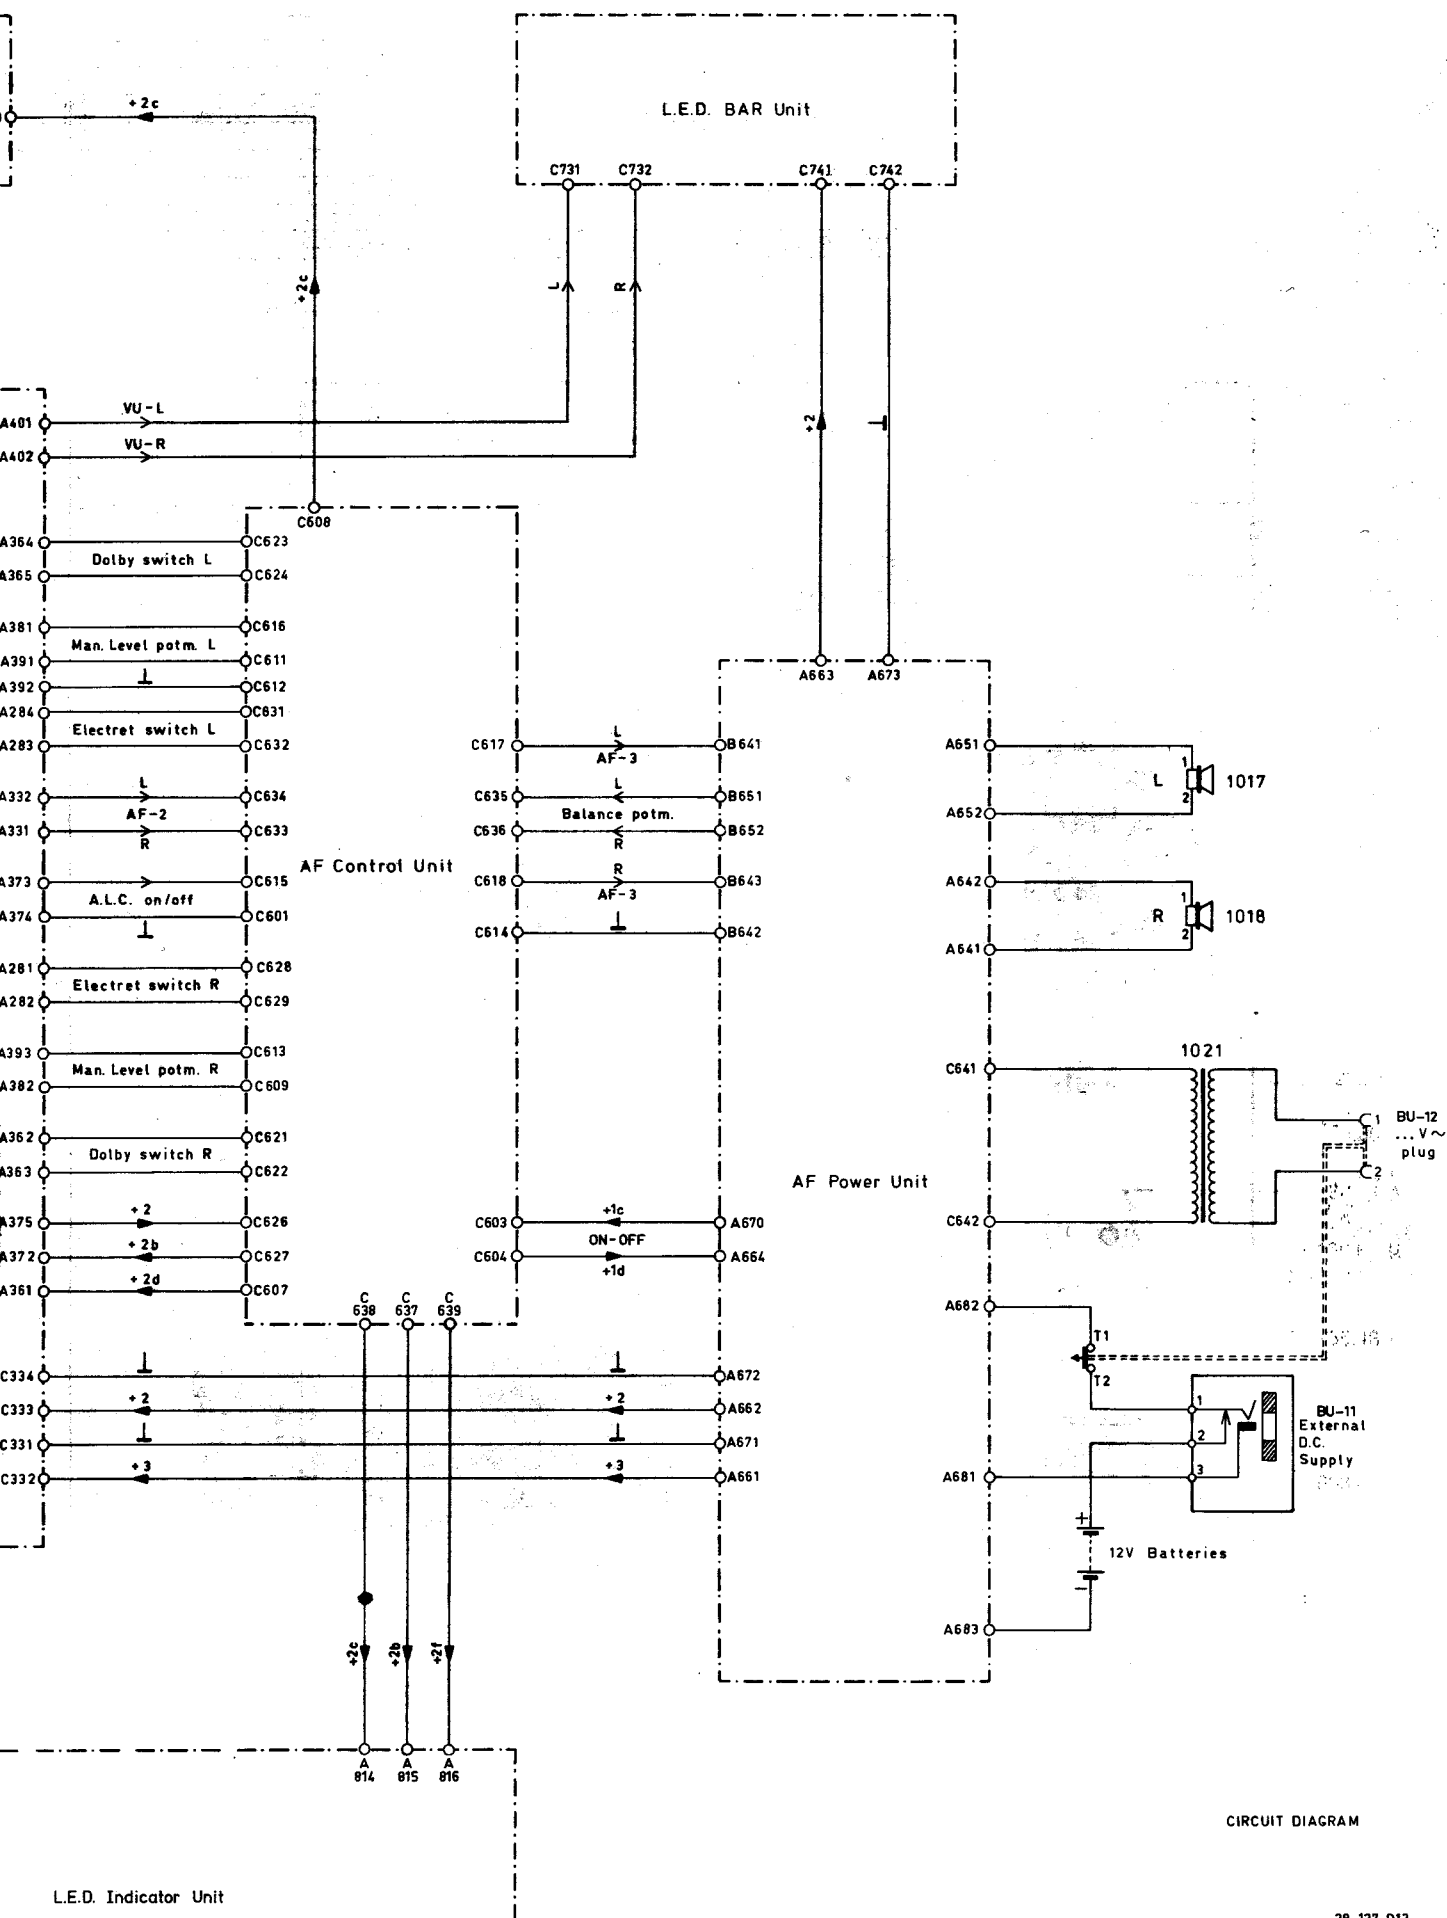 L.E.D. BAR Unit
C731
C732
C741
C742
+2c
+2c
L
R
+2
⊥
A401
VU-L
A402
VU-R
C608
A364
C623
Dolby switch L
A365
C624
A381
C616
Man. Level potm. L
A391
C611
A392
⊥
C612
A284
C631
Electret switch L
A283
C632
A332
L
C634
AF-2
A331
R
C633
A373
C615
A.L.C. on/off
A374
C601
⊥
A281
C628
Electret switch R
A282
C629
A393
C613
Man. Level potm. R
A382
C609
A362
C621
Dolby switch R
A363
C622
A375
+2
C626
A372
+2b
C627
A361
+2d
C607
AF Control Unit
C617
L
AF-3
B641
C635
L
B651
Balance potm.
C636
R
B652
C618
R
AF-3
B643
C614
⊥
B642
C603
+1c
A670
ON-OFF
C604
+1d
A664
C 638
C 637
C 639
A663
A673
AF Power Unit
A651
L
1
2
1017
A652
A642
R
1
2
1018
A641
1021
C641
C642
1
2
BU-12
...V~
plug
A682
T1
T2
1
2
3
BU-11
External
D.C.
Supply
A681
+
12V Batteries
-
A683
C334
⊥
⊥
A672
C333
+2
+2
A662
C331
⊥
⊥
A671
C332
+3
+3
A661
+2c
+2b
+2f
A 814
A 815
A 816
L.E.D. Indicator Unit
CIRCUIT DIAGRAM